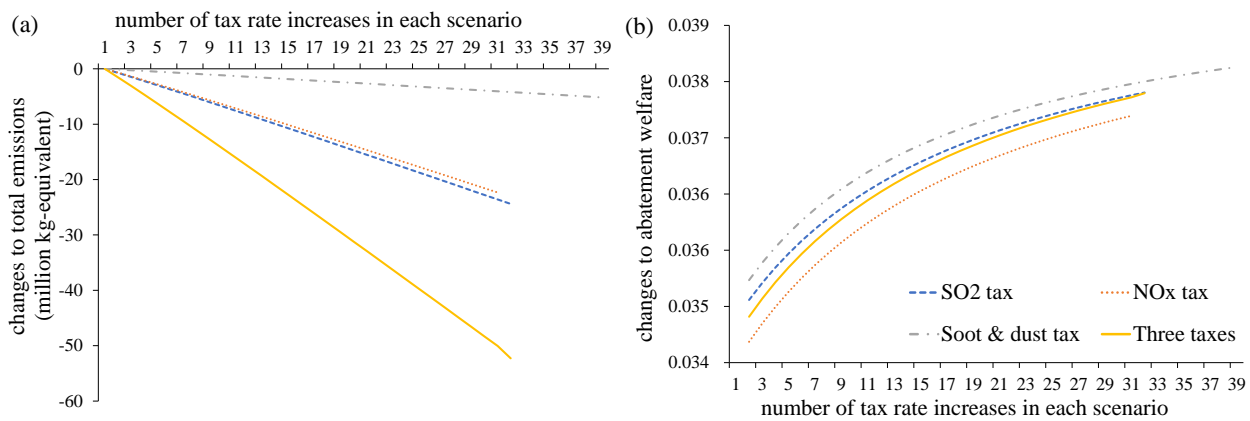 (a)
number of tax rate increases in each scenario
1 3 5 7 9 11 13 15 17 19 21 23 25 27 29 31 33 35 37 39
0
-10
-20
-30
-40
-50
-60
changes to total emissions
(million kg-equivalent)
(b)
0.039
0.038
0.037
0.036
0.036
0.035
0.034
changes to abatement welfare
SO2 tax
NOx tax
Soot & dust tax
Three taxes
1 3 5 7 9 11 13 15 17 19 21 23 25 27 29 31 33 35 37 39
number of tax rate increases in each scenario